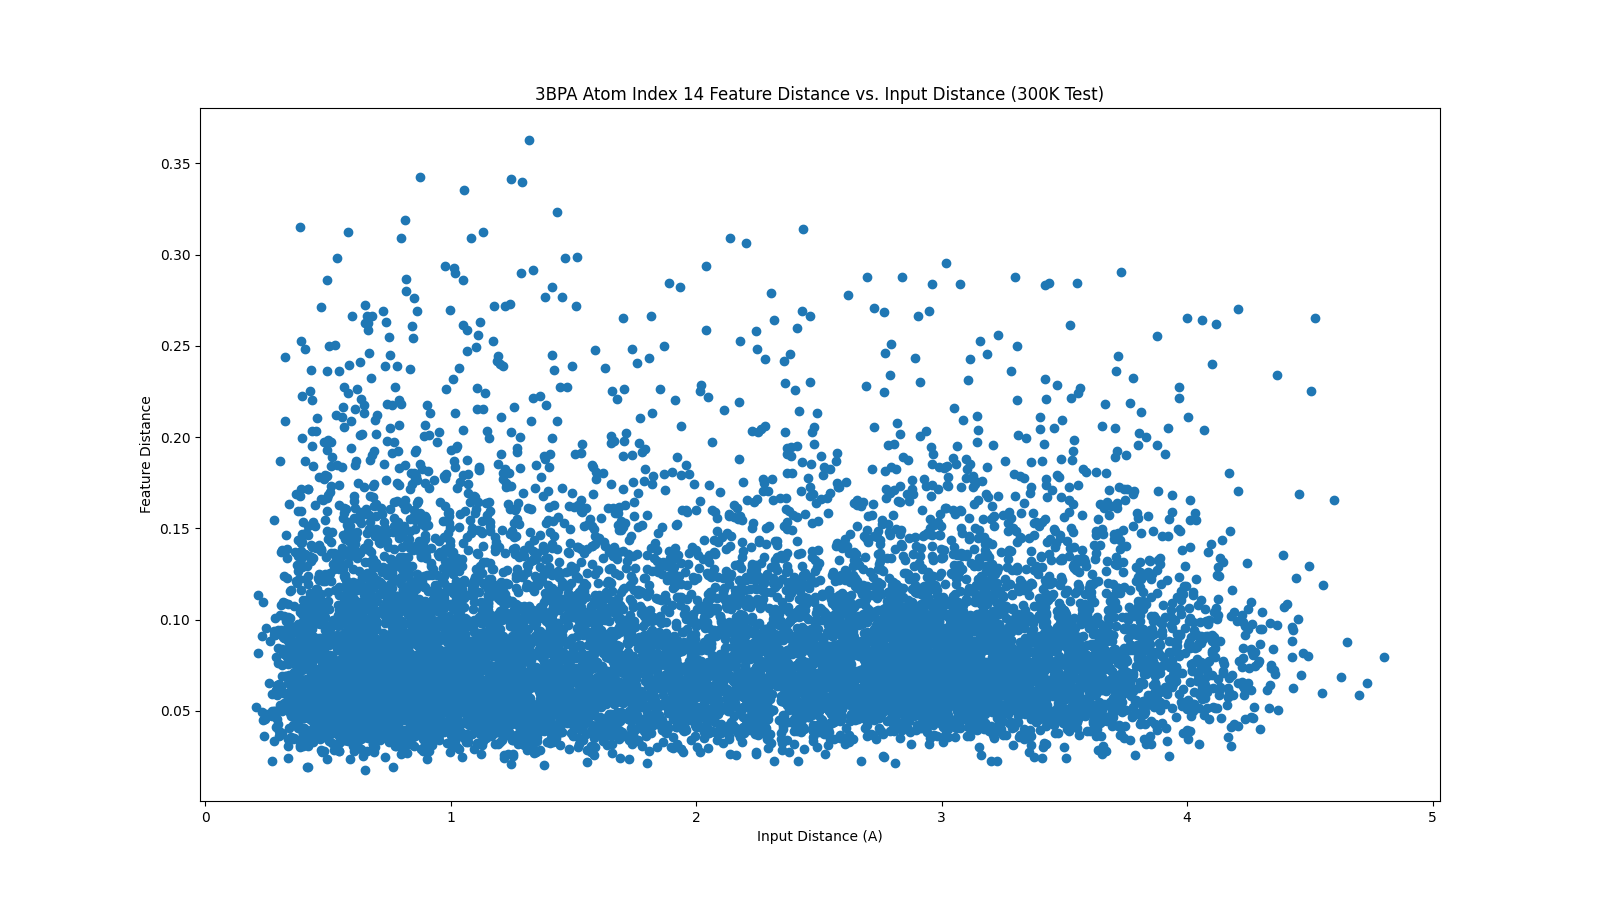 3BPA Atom Index 14 Feature Distance vs. Input Distance (300K Test)
0.35
0.30
0.25
0.20
0.15
0.10
0.05
Feature Distance
0 1 2 3 4 5
Input Distance (A)